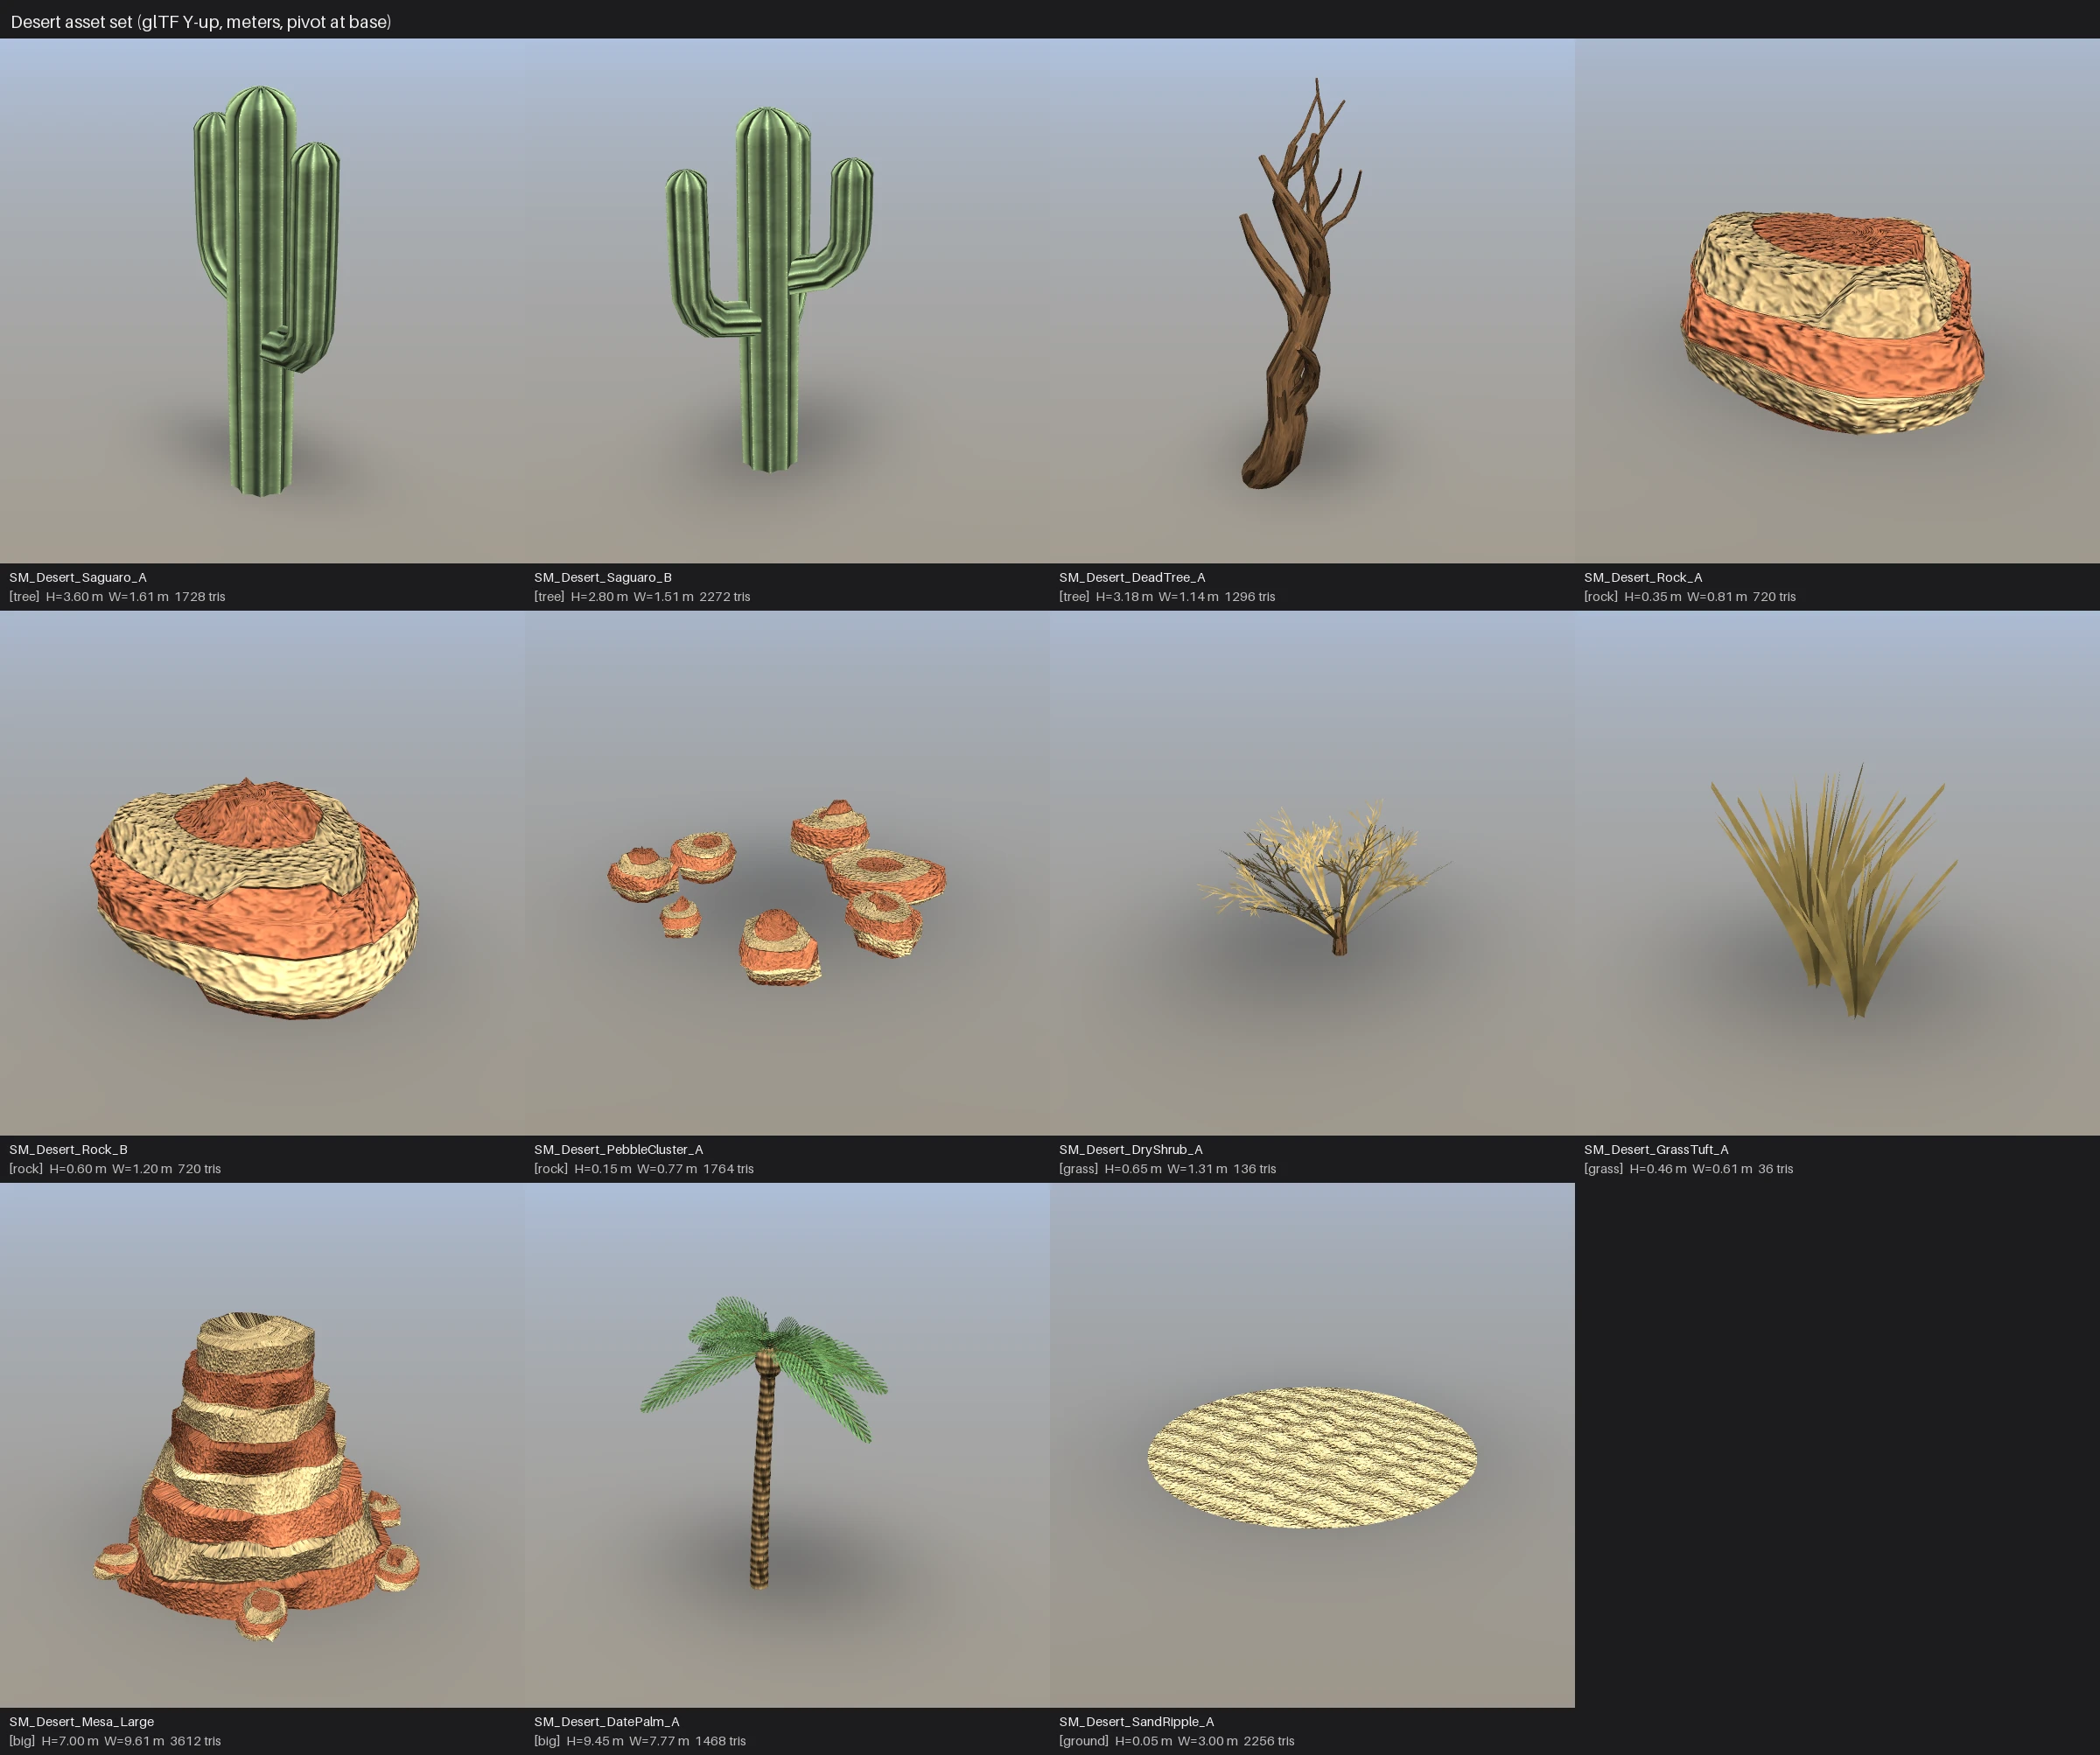 Desert asset set (glTF Y-up, meters, pivot at base)
SM_Desert_Saguaro_A
[tree] H=3.60 m W=1.61 m 1728 tris
SM_Desert_Saguaro_B
[tree] H=2.80 m W=1.51 m 2272 tris
SM_Desert_DeadTree_A
[tree] H=3.18 m W=1.14 m 1296 tris
SM_Desert_Rock_A
[rock] H=0.35 m W=0.81 m 720 tris
SM_Desert_Rock_B
[rock] H=0.60 m W=1.20 m 720 tris
SM_Desert_PebbleCluster_A
[rock] H=0.15 m W=0.77 m 1764 tris
SM_Desert_DryShrub_A
[grass] H=0.65 m W=1.31 m 136 tris
SM_Desert_GrassTuft_A
[grass] H=0.46 m W=0.61 m 36 tris
SM_Desert_Mesa_Large
[big] H=7.00 m W=9.61 m 3612 tris
SM_Desert_DatePalm_A
[big] H=9.45 m W=7.77 m 1468 tris
SM_Desert_SandRipple_A
[ground] H=0.05 m W=3.00 m 2256 tris